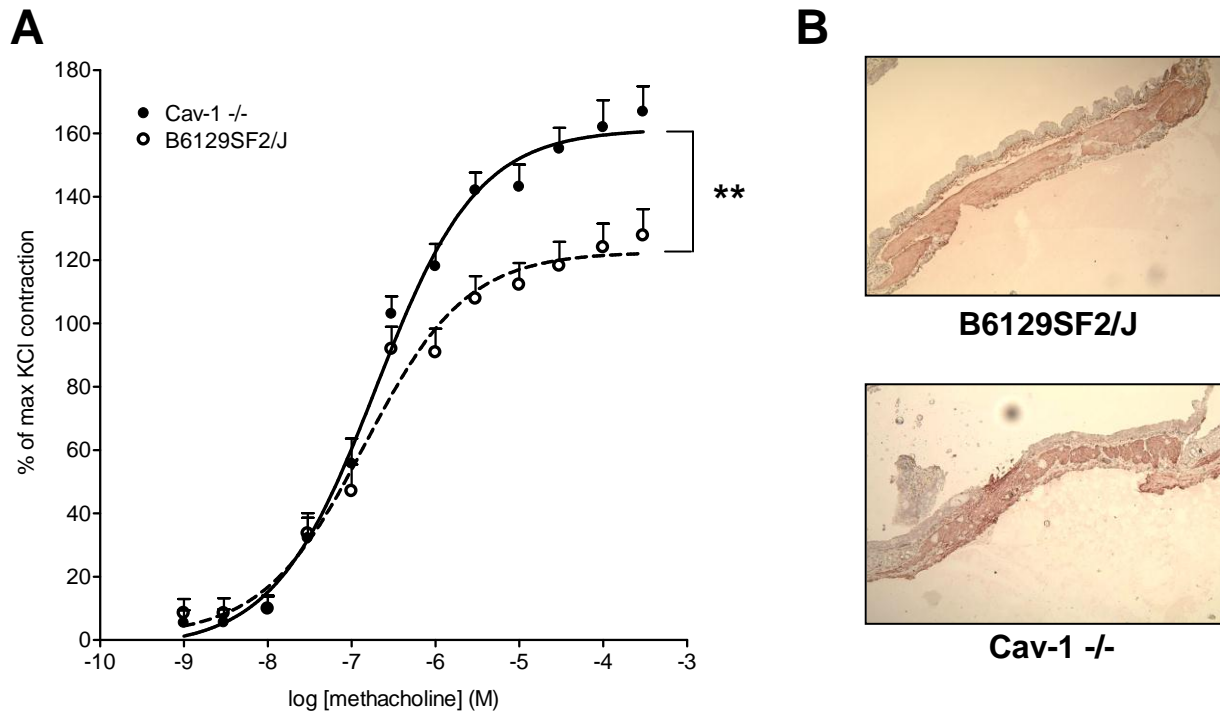 A
B
180
160
140
120
100
80
60
40
20
0
% of max KCl contraction
Cav-1 -/-
B6129SF2/J
**
-10 -9 -8 -7 -6 -5 -4 -3
log [methacholine] (M)
B6129SF2/J
Cav-1 -/-